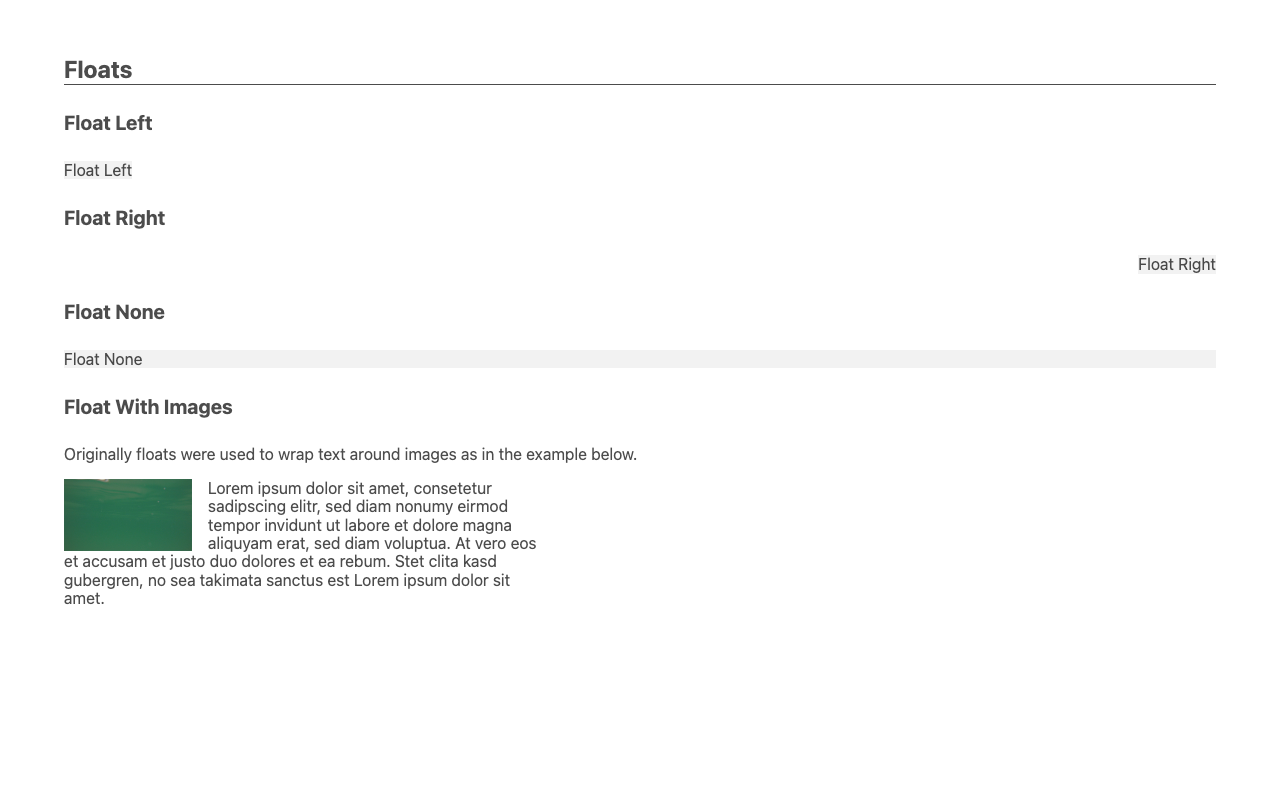 Floats
Float Left
Float Left
Float Right
Float Right
Float None
Float None
Float With Images
Originally floats were used to wrap text around images as in the example below.
Lorem ipsum dolor sit amet, consetetur
sadipscing elitr, sed diam nonumy eirmod
tempor invidunt ut labore et dolore magna
aliquyam erat, sed diam voluptua. At vero eos
et accusam et justo duo dolores et ea rebum. Stet clita kasd
gubergren, no sea takimata sanctus est Lorem ipsum dolor sit
amet.